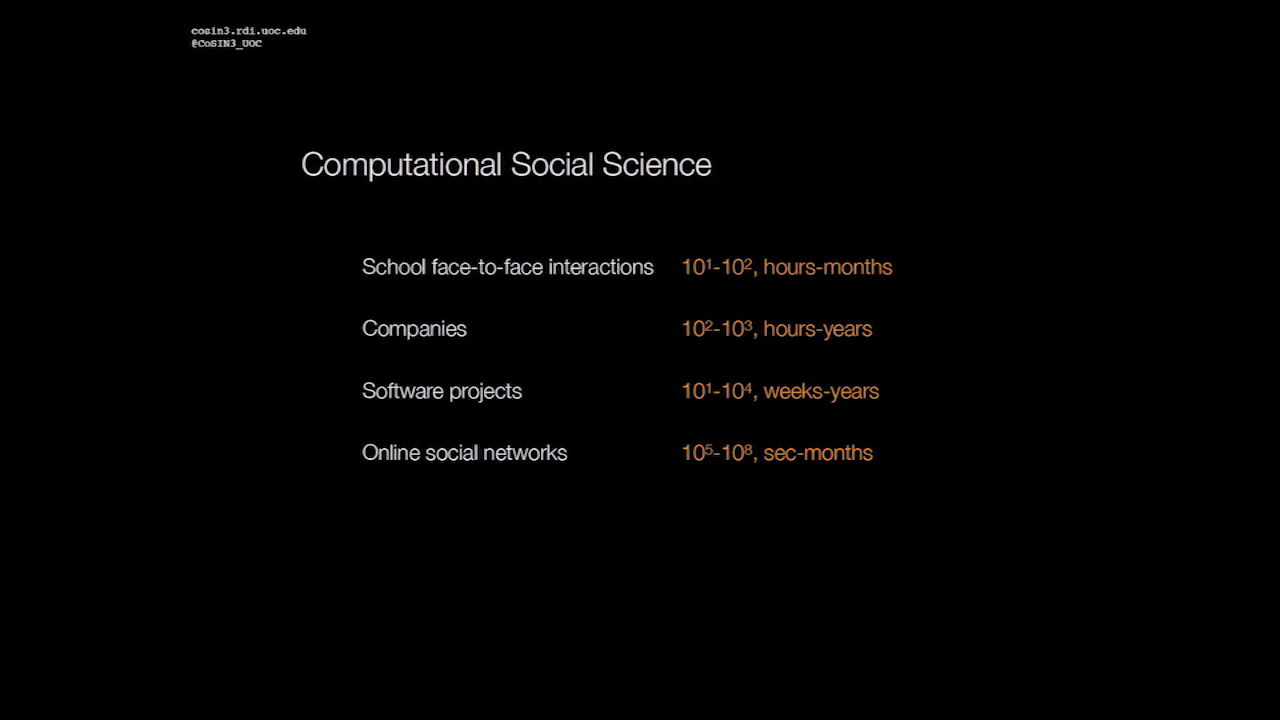 cosin3.rdi.uoc.edu
@CoSIN3_UOC
Computational Social Science
School face-to-face interactions 10¹-10², hours-months
Companies 10²-10³, hours-years
Software projects 10¹-10⁴, weeks-years
Online social networks 10⁵-10⁸, sec-months